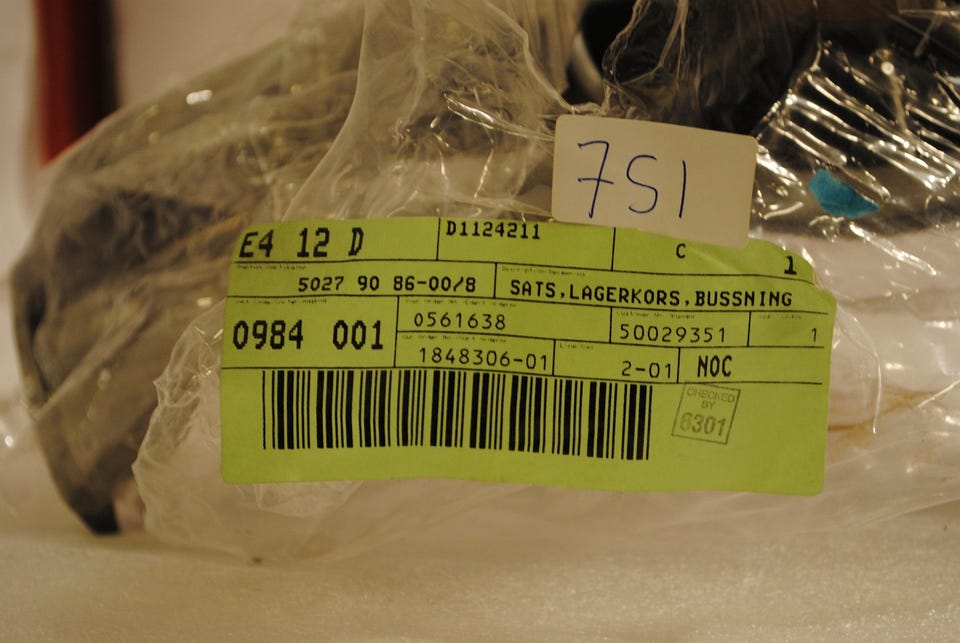 751
E4 12 D
D1124211
C
1
5027 90 86-00/8
SATS,LAGERKORS,BUSSNING
0984 001
0561638
50029351
1
1848306-01
2-01
NOC
CHECKED
BY
6301